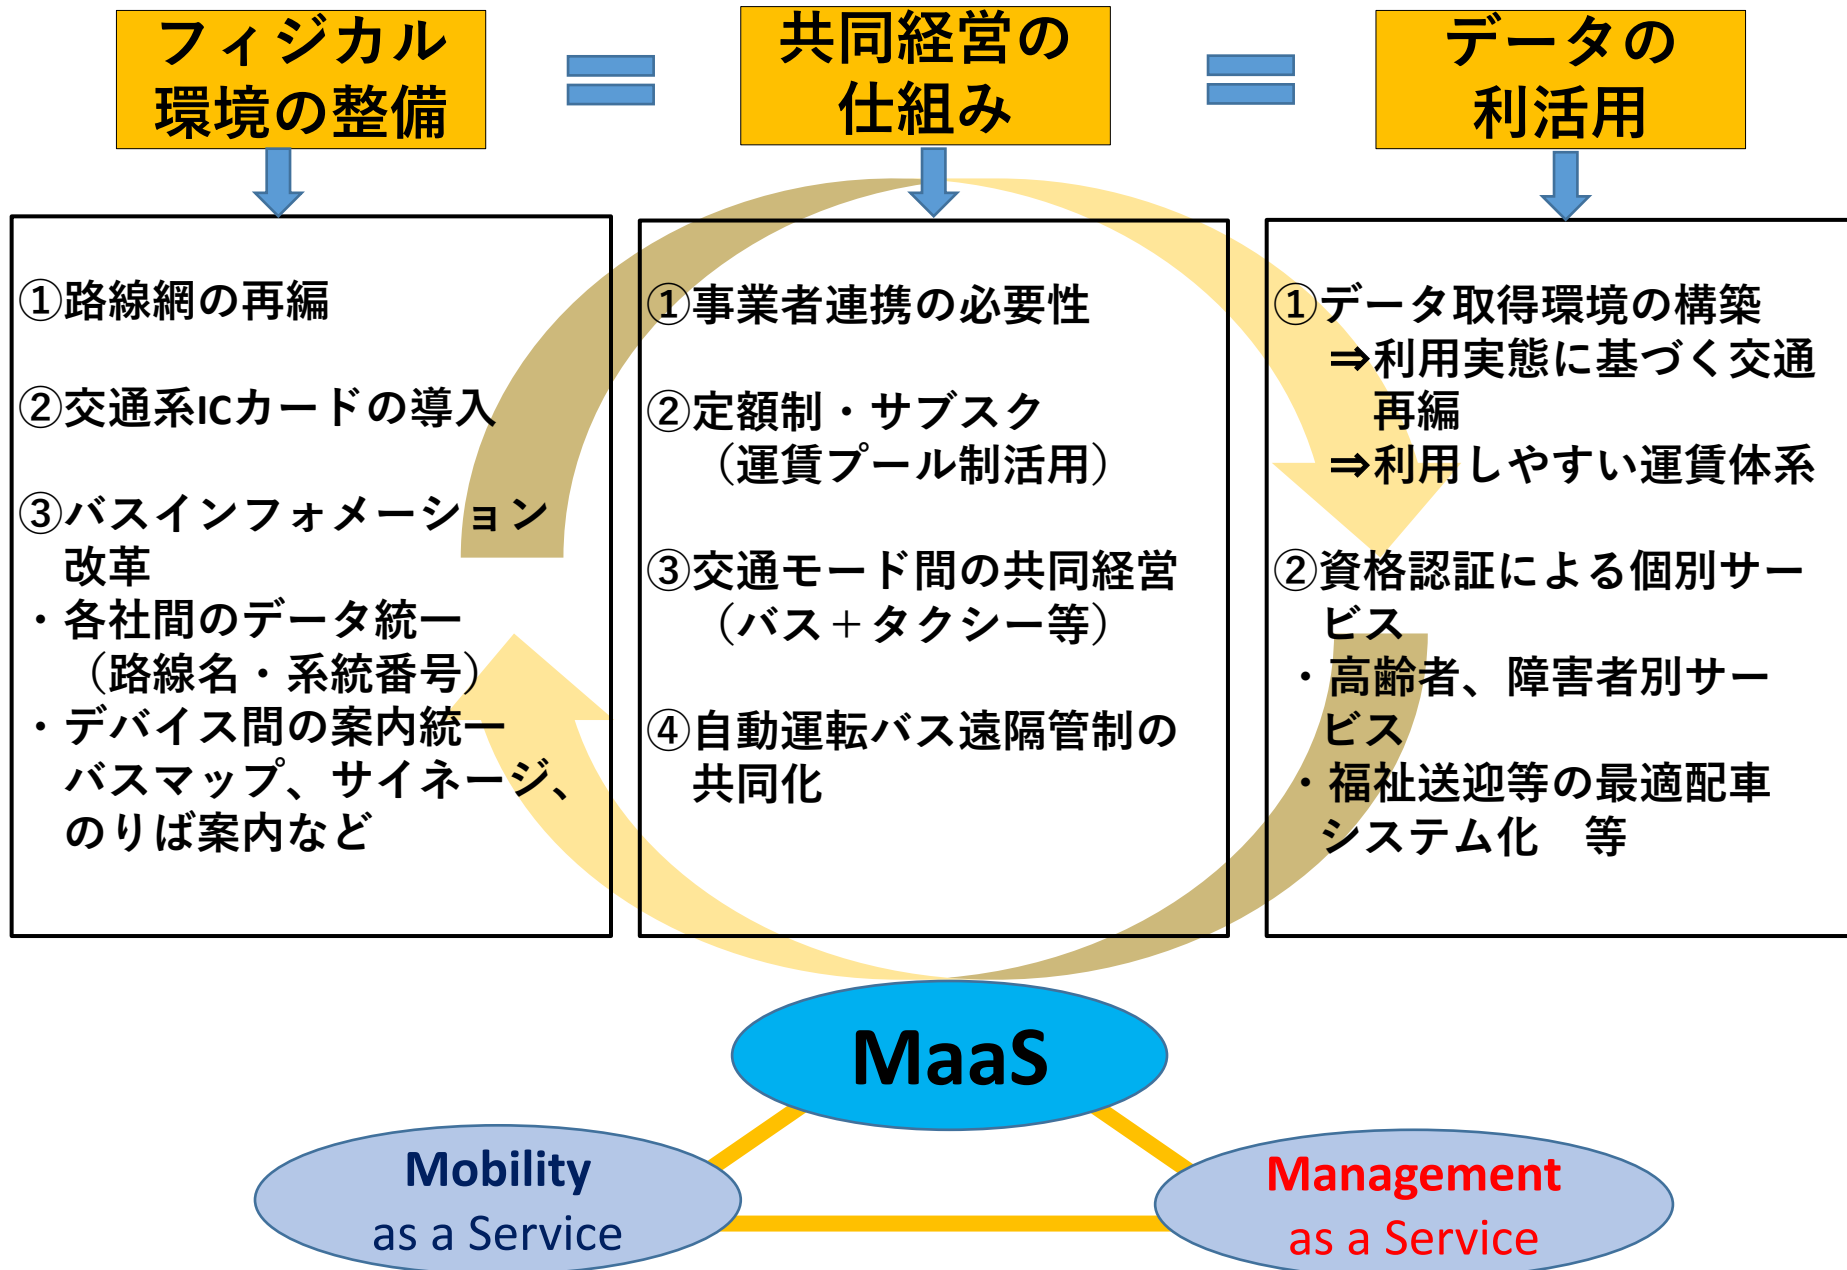 フィジカル
環境の整備
共同経営の
仕組み
データの
利活用
①路線網の再編
②交通系ICカードの導入
③バスインフォメーション
改革
・各社間のデータ統一
（路線名・系統番号）
・デバイス間の案内統一
バスマップ、サイネージ、
のりば案内など
①事業者連携の必要性
②定額制・サブスク
（運賃プール制活用）
③交通モード間の共同経営
（バス＋タクシー等）
④自動運転バス遠隔管制の
共同化
①データ取得環境の構築
⇒利用実態に基づく交通
再編
⇒利用しやすい運賃体系
②資格認証による個別サー
ビス
・高齢者、障害者別サー
ビス
・福祉送迎等の最適配車
システム化　等
MaaS
Mobility
as a Service
Management
as a Service